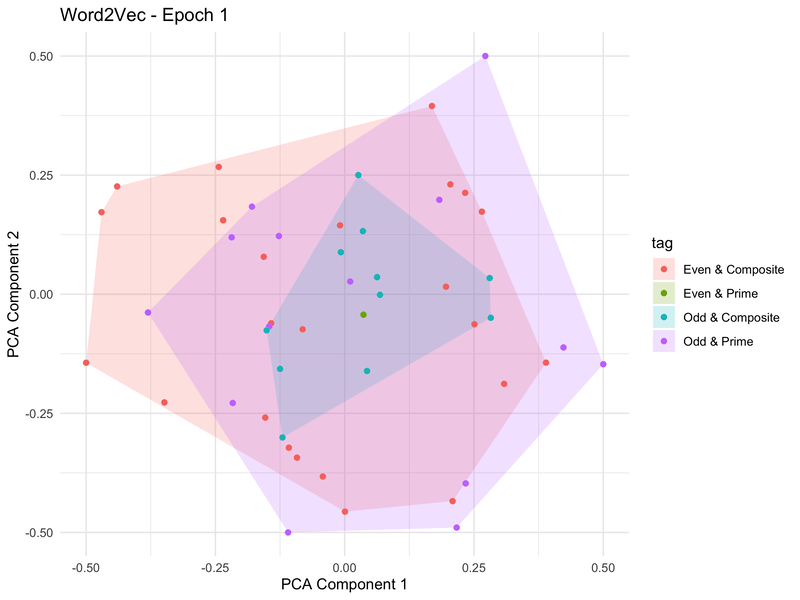 Word2Vec - Epoch 1
PCA Component 2
0.50
0.25
0.00
-0.25
-0.50
-0.50 -0.25 0.00 0.25 0.50
PCA Component 1
tag
Even & Composite
Even & Prime
Odd & Composite
Odd & Prime